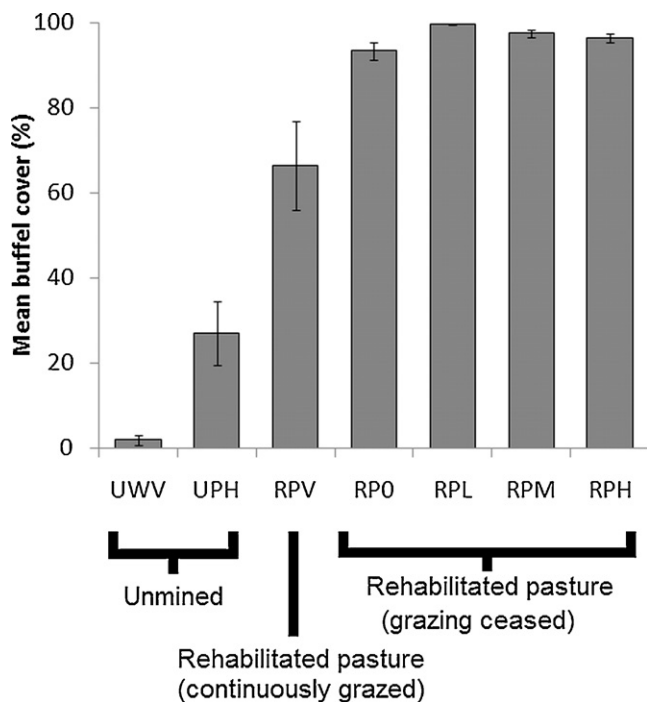 Mean buffel cover (%)
100
80
60
40
20
0
UWV UPH RPV RP0 RPL RPM RPH
Unmined
Rehabilitated pasture
(grazing ceased)
Rehabilitated pasture
(continuously grazed)